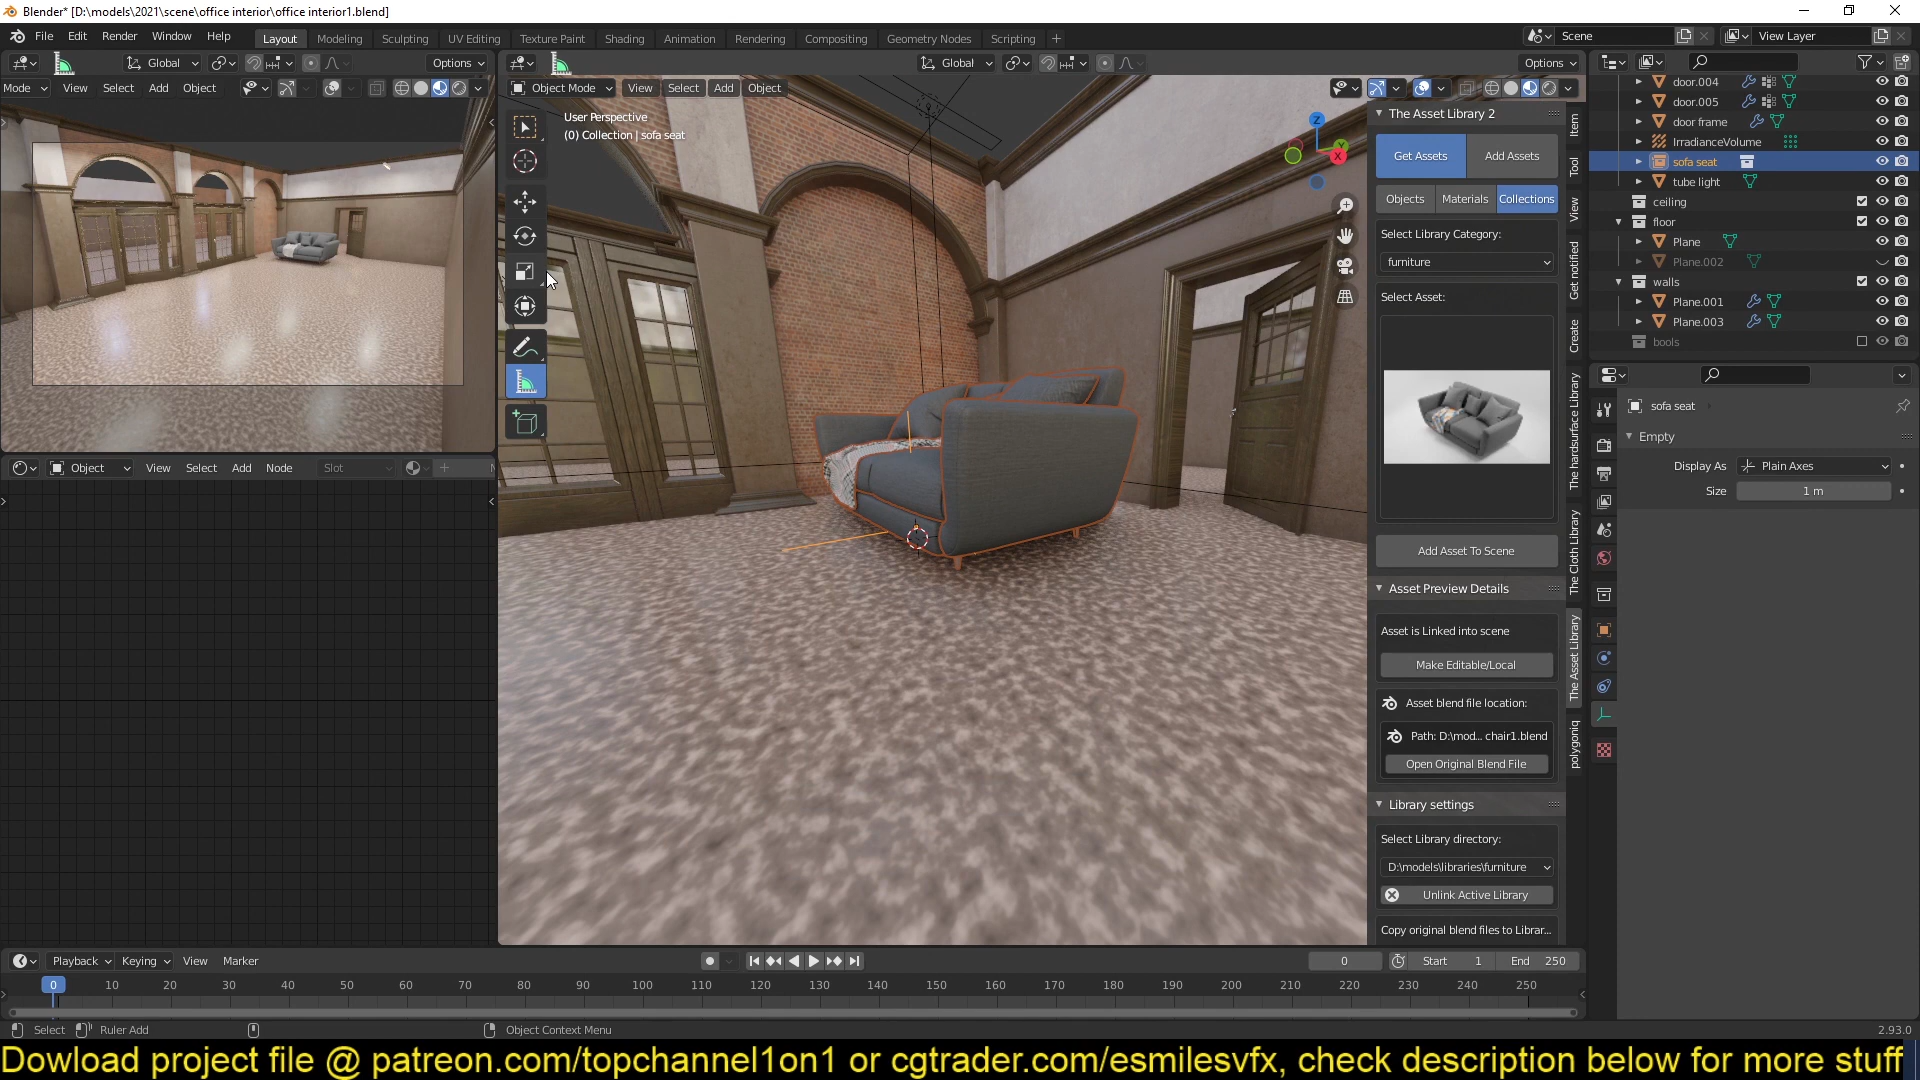 Blender* [D:\models\2021\scene\office interior\office interior1.blend]
File Edit Render Window Help Layout Modeling Sculpting UV Editing Texture Paint Shading Animation Rendering Compositing Geometry Nodes Scripting Scene View Layer
Global Options Global Options
Mode View Select Add Object
Object Mode View Select Add Object
User Perspective
(0) Collection | sofa seat
Z
Y
X
The Asset Library 2
Get Assets Add Assets
Objects Materials Collections
Select Library Category:
furniture
Select Asset:
Add Asset To Scene
Asset Preview Details
Asset is Linked into scene
Make Editable/Local
Asset blend file location:
Path: D:\mod... chair1.blend
Open Original Blend File
Library settings
Select Library directory:
D:\models\libraries\furniture
Unlink Active Library
Copy original blend files to Librar...
Item
Tool
View
Get notified
Create
The hardsurface Library
The Cloth Library
The Asset Library
polygoniq
door.004
door.005
door frame
IrradianceVolume
sofa seat
tube light
ceiling
floor
Plane
Plane.002
walls
Plane.001
Plane.003
bools
sofa seat
Empty
Display As Plain Axes
Size 1 m
Object View Select Add Node Slot
Playback Keying View Marker 0 Start 1 End 250
0 10 20 30 40 50 60 70 80 90 100 110 120 130 140 150 160 170 180 190 200 210 220 230 240 250
Select Ruler Add Object Context Menu 2.93.0
Dowload project file @ patreon.com/topchannel1on1 or cgtrader.com/esmilesvfx, check description below for more stuff